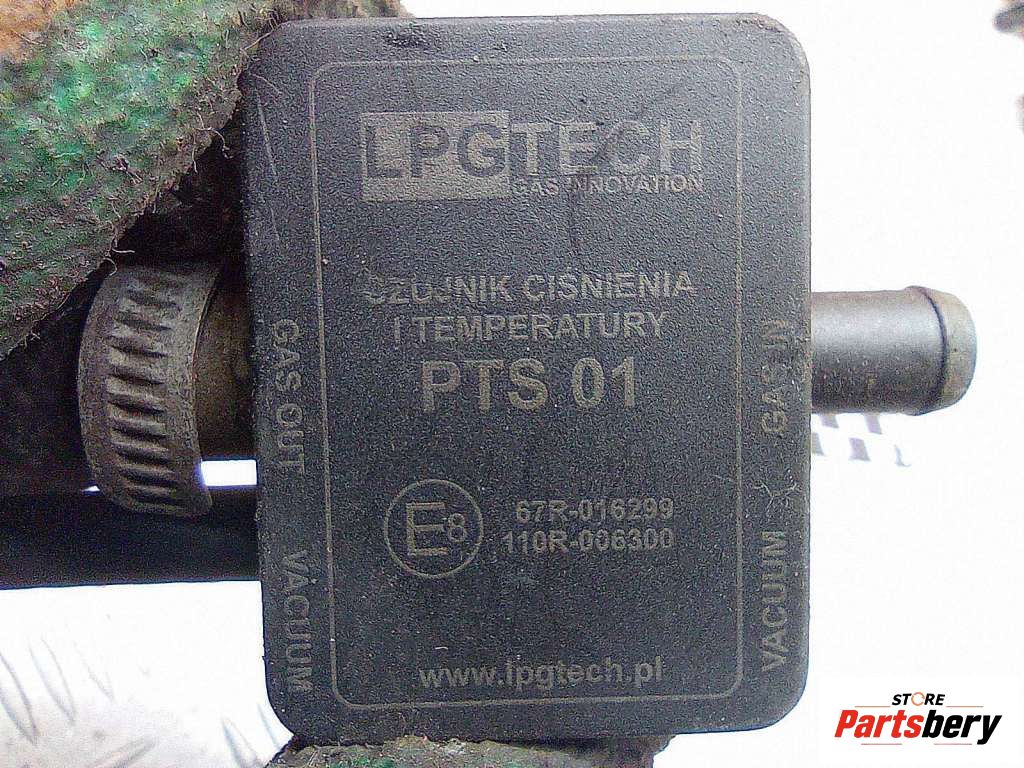 LPGTECH
GAS INNOVATION
CZUJNIK CIŚNIENIA
I TEMPERATURY
PTS 01
E8
67R-016299
110R-006300
www.lpgtech.pl
GAS OUT
VACUUM
GAS IN
VACUUM
STORE
Partsbery